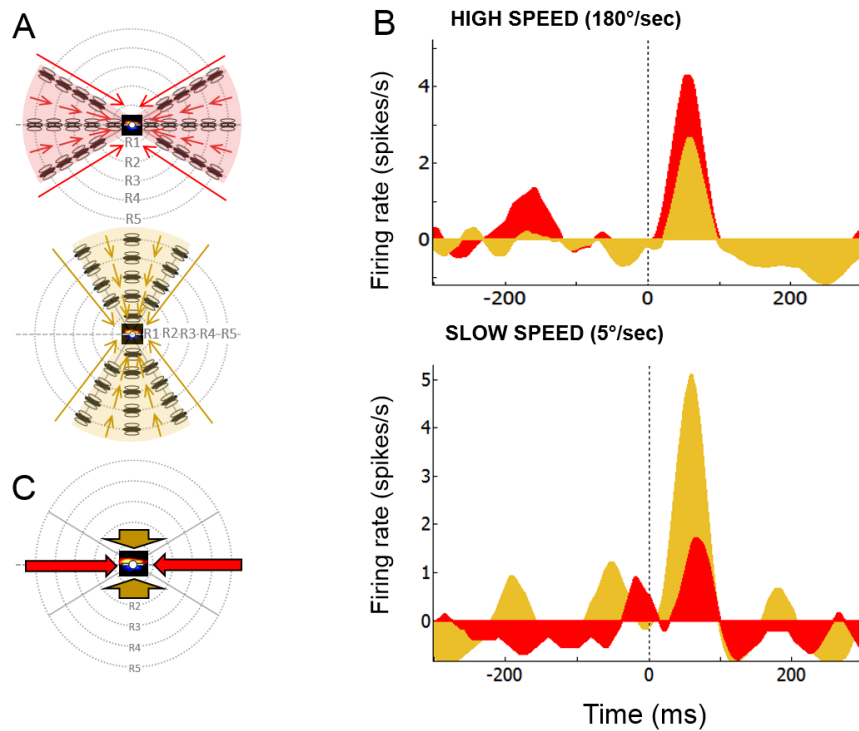 A
R1
R2
R3
R4
R5
R1 R2 R3 R4 R5
C
R2
R3
R4
R5
B
HIGH SPEED (180°/sec)
Firing rate (spikes/s)
4
2
0
-200 0 200
SLOW SPEED (5°/sec)
Firing rate (spikes/s)
5
4
3
2
1
0
-200 0 200
Time (ms)